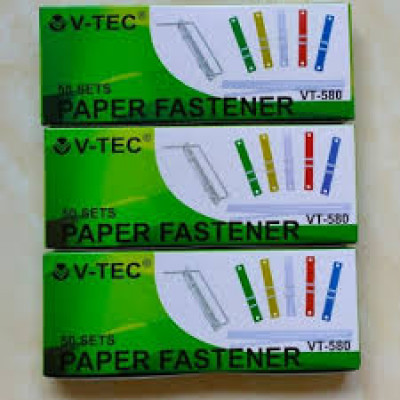 V-TEC®
50 SETS
PAPER FASTENER
VT-580
V-TEC®
50 SETS
PAPER FASTENER
VT-580
V-TEC®
50 SETS
PAPER FASTENER
VT-580